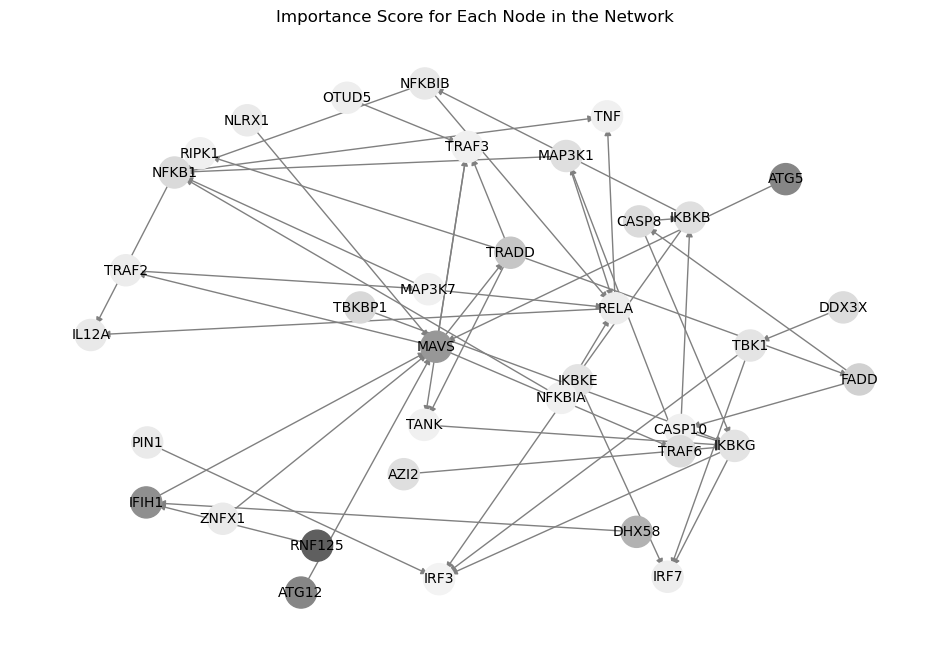 Importance Score for Each Node in the Network
NFKBIB
OTUD5
TNF
NLRX1
TRAF3
RIPK1
MAP3K1
NFKB1
ATG5
CASP8
IKBKB
TRADD
TRAF2
MAP3K7
TBKBP1
RELA
DDX3X
IL12A
MAVS
TBK1
IKBKE
FADD
NFKBIA
TANK
CASP10
PIN1
IKBKG
TRAF6
AZI2
IFIH1
ZNFX1
DHX58
RNF125
IRF3
IRF7
ATG12